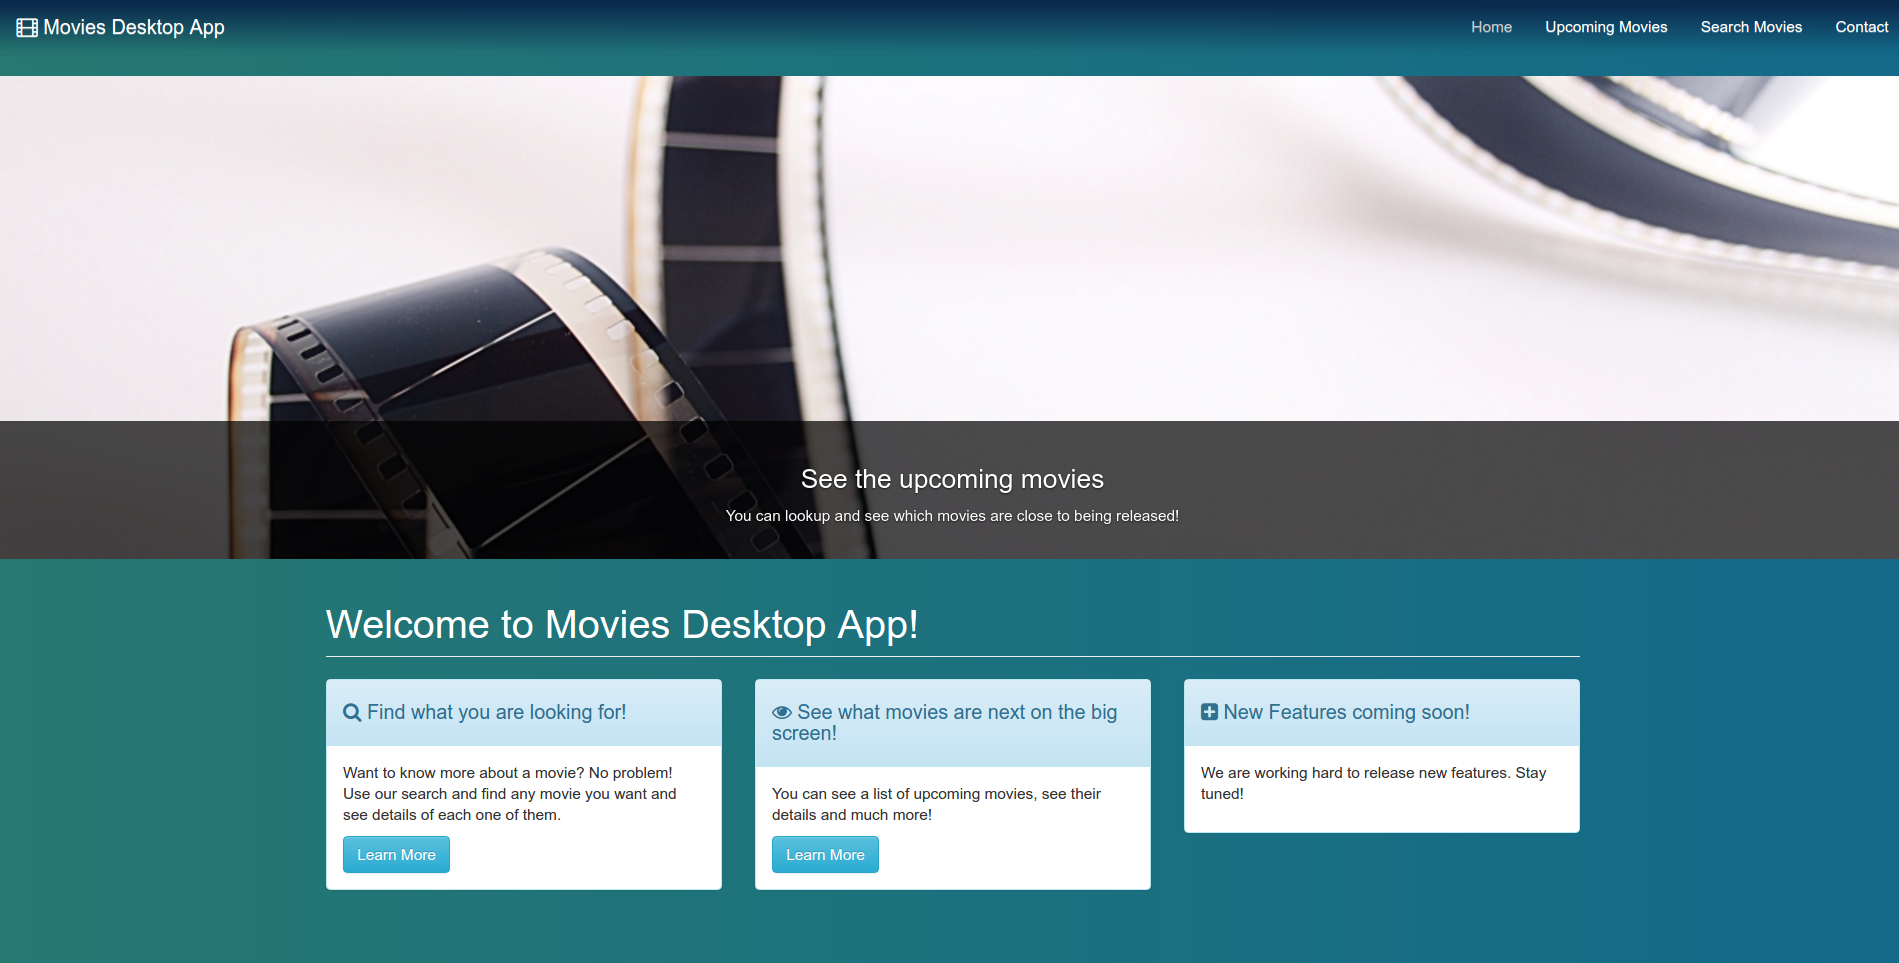 Movies Desktop App
Home
Upcoming Movies
Search Movies
Contact
See the upcoming movies
You can lookup and see which movies are close to being released!
Welcome to Movies Desktop App!
Find what you are looking for!
Want to know more about a movie? No problem!
Use our search and find any movie you want and
see details of each one of them.
Learn More
See what movies are next on the big
screen!
You can see a list of upcoming movies, see their
details and much more!
Learn More
New Features coming soon!
We are working hard to release new features. Stay
tuned!